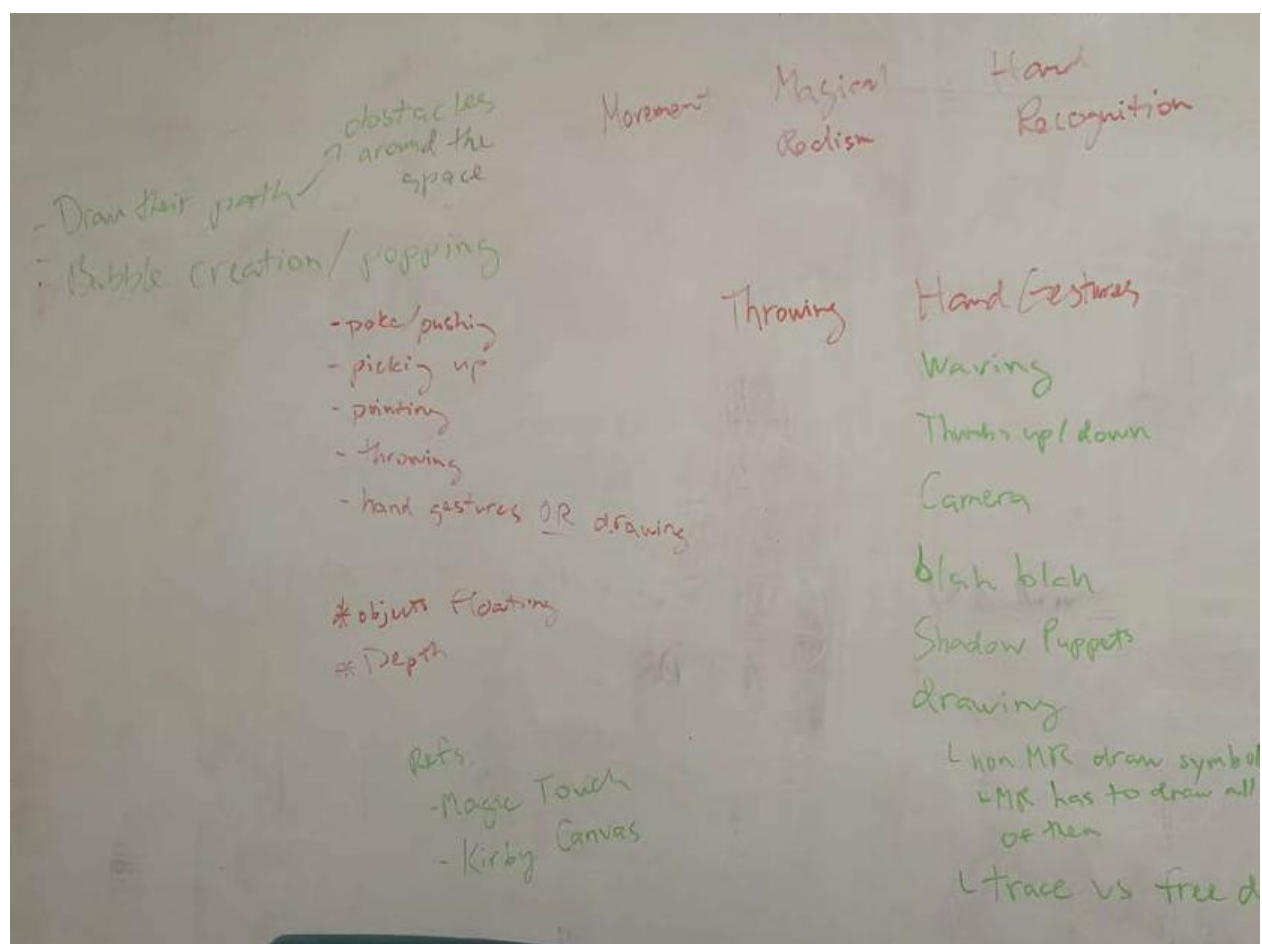 obstacles
around the
space
- Draw their path
- Bubble creation/popping
Movement
Magical
Realism
Hand
Recognition
- poke/pushing
- picking up
- pointing
- throwing
- hand gestures OR drawing
* objects floating
* Depth
Refs.
- Magic Touch
- Kirby Canvas
Throwing
Hand Gestures
Waving
Thumbs up/down
Camera
blah blah
Shadow Puppets
drawing
non MR draw symbol
MR has to draw all
of them
trace vs free d